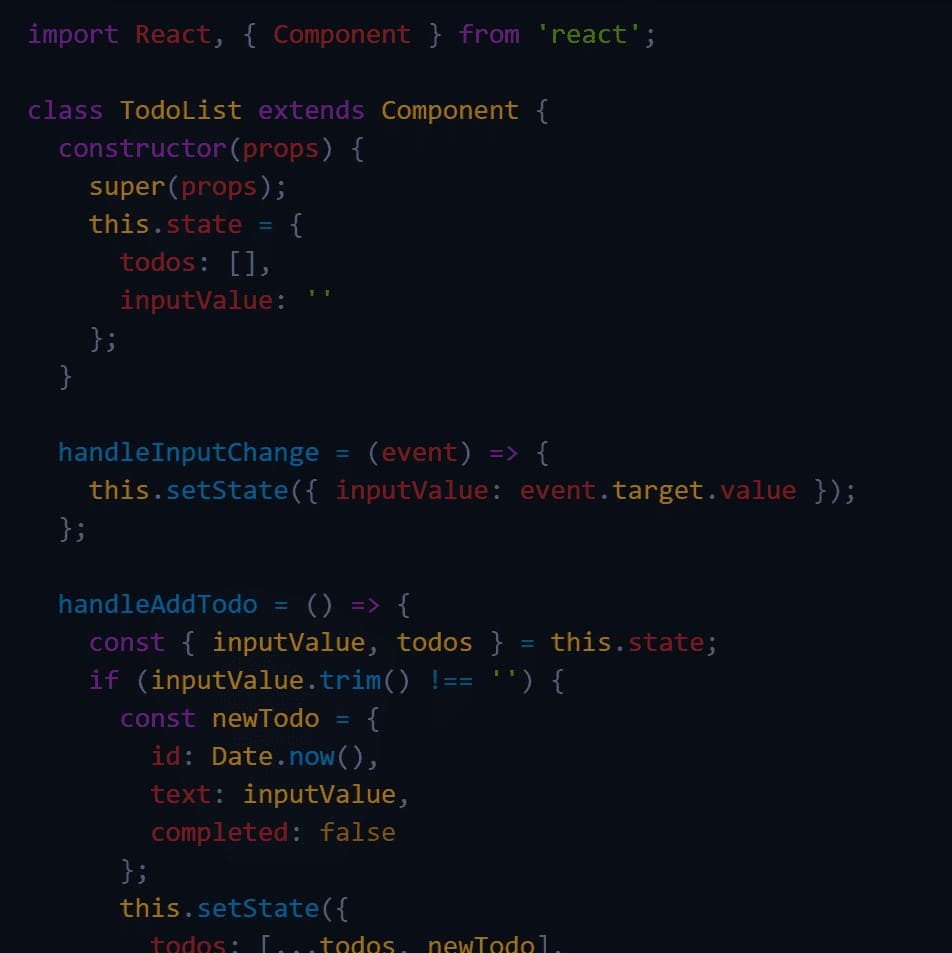 import React, { Component } from 'react';

class TodoList extends Component {
  constructor(props) {
    super(props);
    this.state = {
      todos: [],
      inputValue: ''
    };
  }

  handleInputChange = (event) => {
    this.setState({ inputValue: event.target.value });
  };

  handleAddTodo = () => {
    const { inputValue, todos } = this.state;
    if (inputValue.trim() !== '') {
      const newTodo = {
        id: Date.now(),
        text: inputValue,
        completed: false
      };
      this.setState({
        todos: [...todos, newTodo],